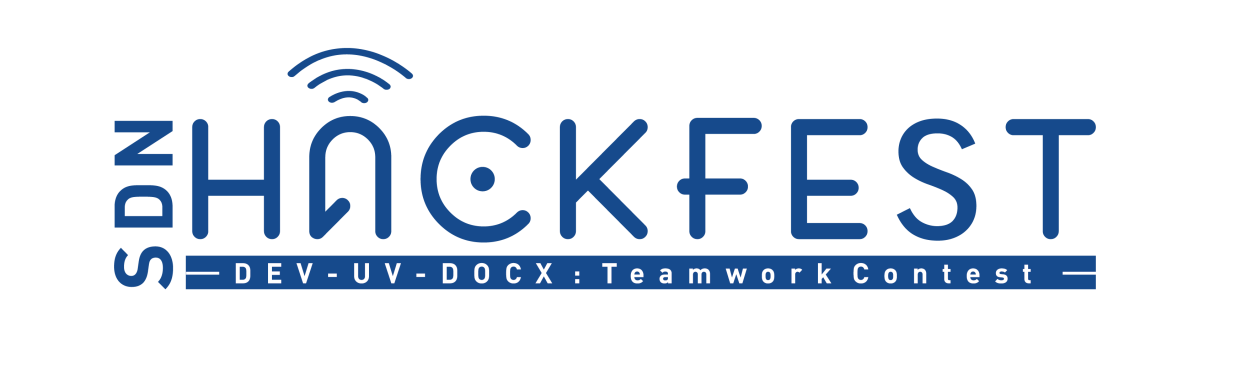 SDN
HACKFEST
DEV-UV-DOCX : Teamwork Contest